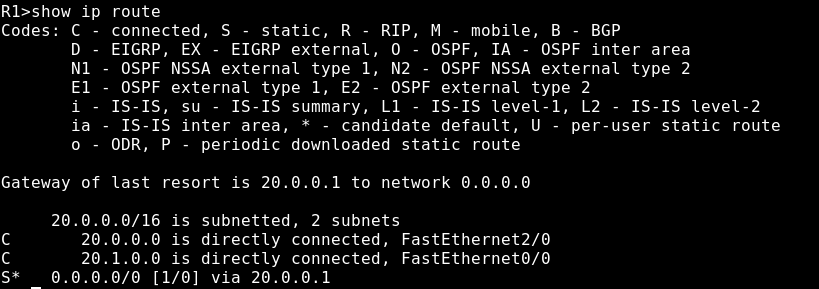 R1>show ip route
Codes: C - connected, S - static, R - RIP, M - mobile, B - BGP
       D - EIGRP, EX - EIGRP external, O - OSPF, IA - OSPF inter area
       N1 - OSPF NSSA external type 1, N2 - OSPF NSSA external type 2
       E1 - OSPF external type 1, E2 - OSPF external type 2
       i - IS-IS, su - IS-IS summary, L1 - IS-IS level-1, L2 - IS-IS level-2
       ia - IS-IS inter area, * - candidate default, U - per-user static route
       o - ODR, P - periodic downloaded static route

Gateway of last resort is 20.0.0.1 to network 0.0.0.0

     20.0.0.0/16 is subnetted, 2 subnets
C       20.0.0.0 is directly connected, FastEthernet2/0
C       20.1.0.0 is directly connected, FastEthernet0/0
S*   0.0.0.0/0 [1/0] via 20.0.0.1